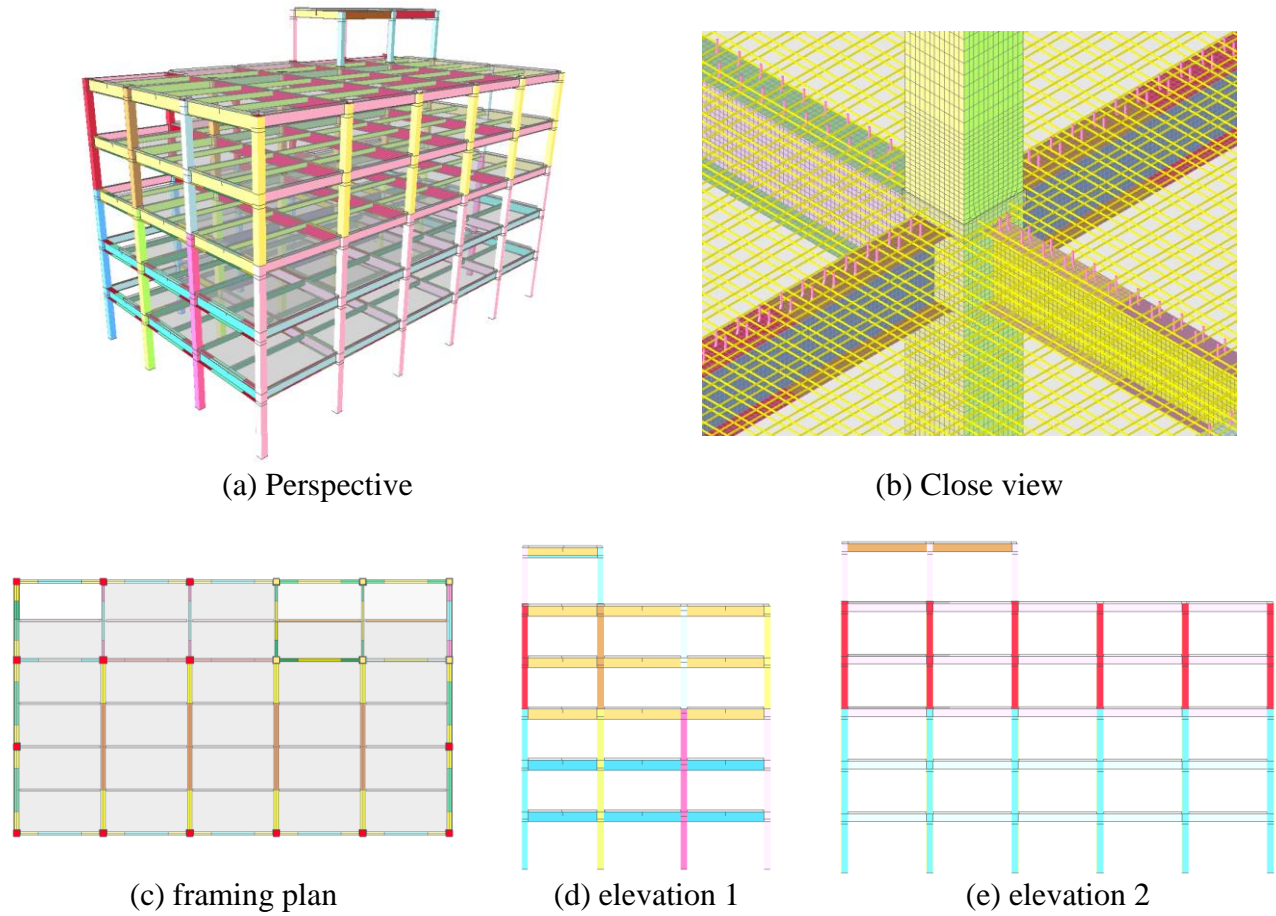 (a) Perspective
(b) Close view
(c) framing plan
(d) elevation 1
(e) elevation 2